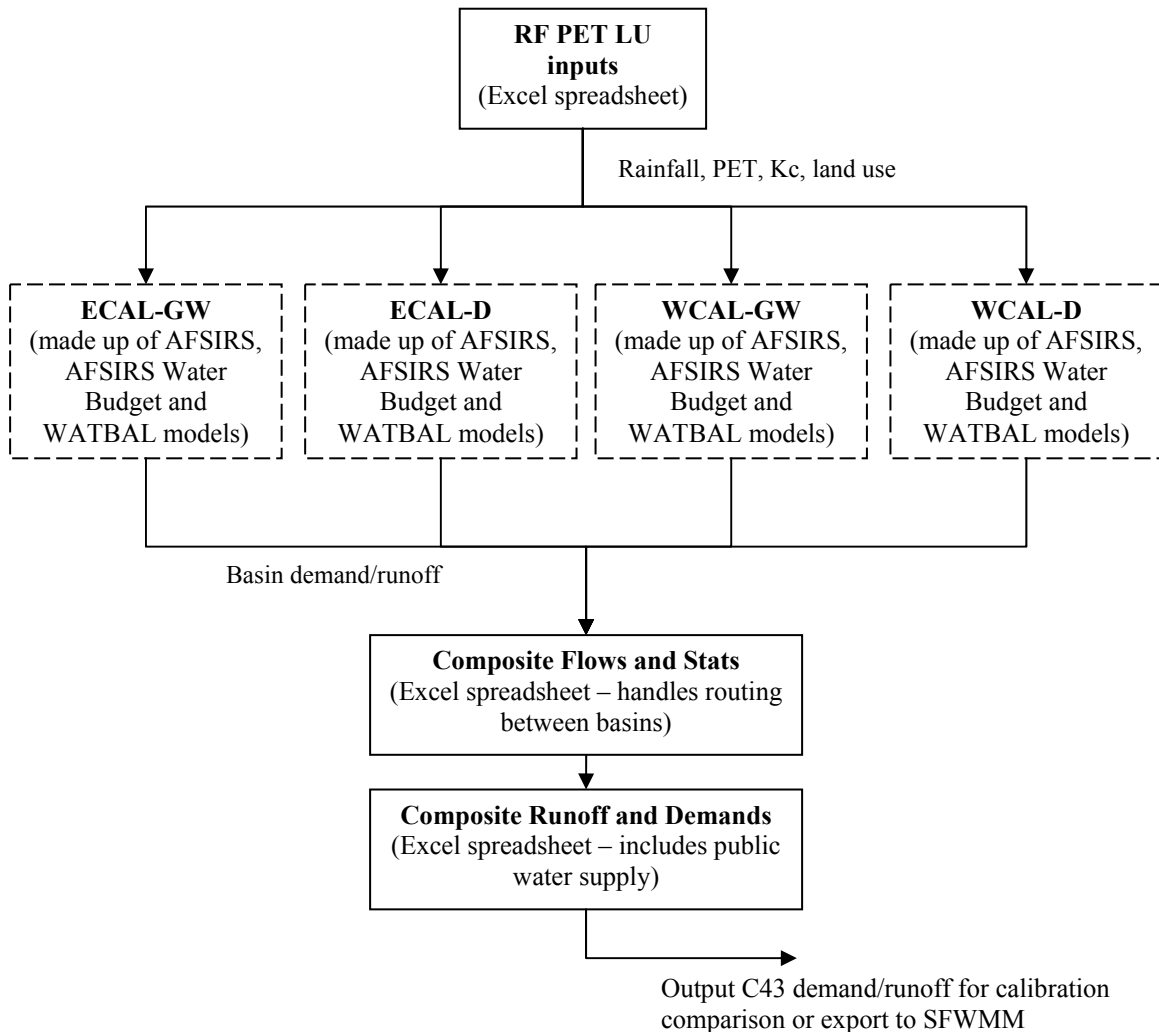 RF PET LU
inputs
(Excel spreadsheet)
Rainfall, PET, Kc, land use
ECAL-GW
(made up of AFSIRS,
AFSIRS Water
Budget and
WATBAL models)
ECAL-D
(made up of AFSIRS,
AFSIRS Water
Budget and
WATBAL models)
WCAL-GW
(made up of AFSIRS,
AFSIRS Water
Budget and
WATBAL models)
WCAL-D
(made up of AFSIRS,
AFSIRS Water
Budget and
WATBAL models)
Basin demand/runoff
Composite Flows and Stats
(Excel spreadsheet – handles routing
between basins)
Composite Runoff and Demands
(Excel spreadsheet – includes public
water supply)
Output C43 demand/runoff for calibration
comparison or export to SFWMM